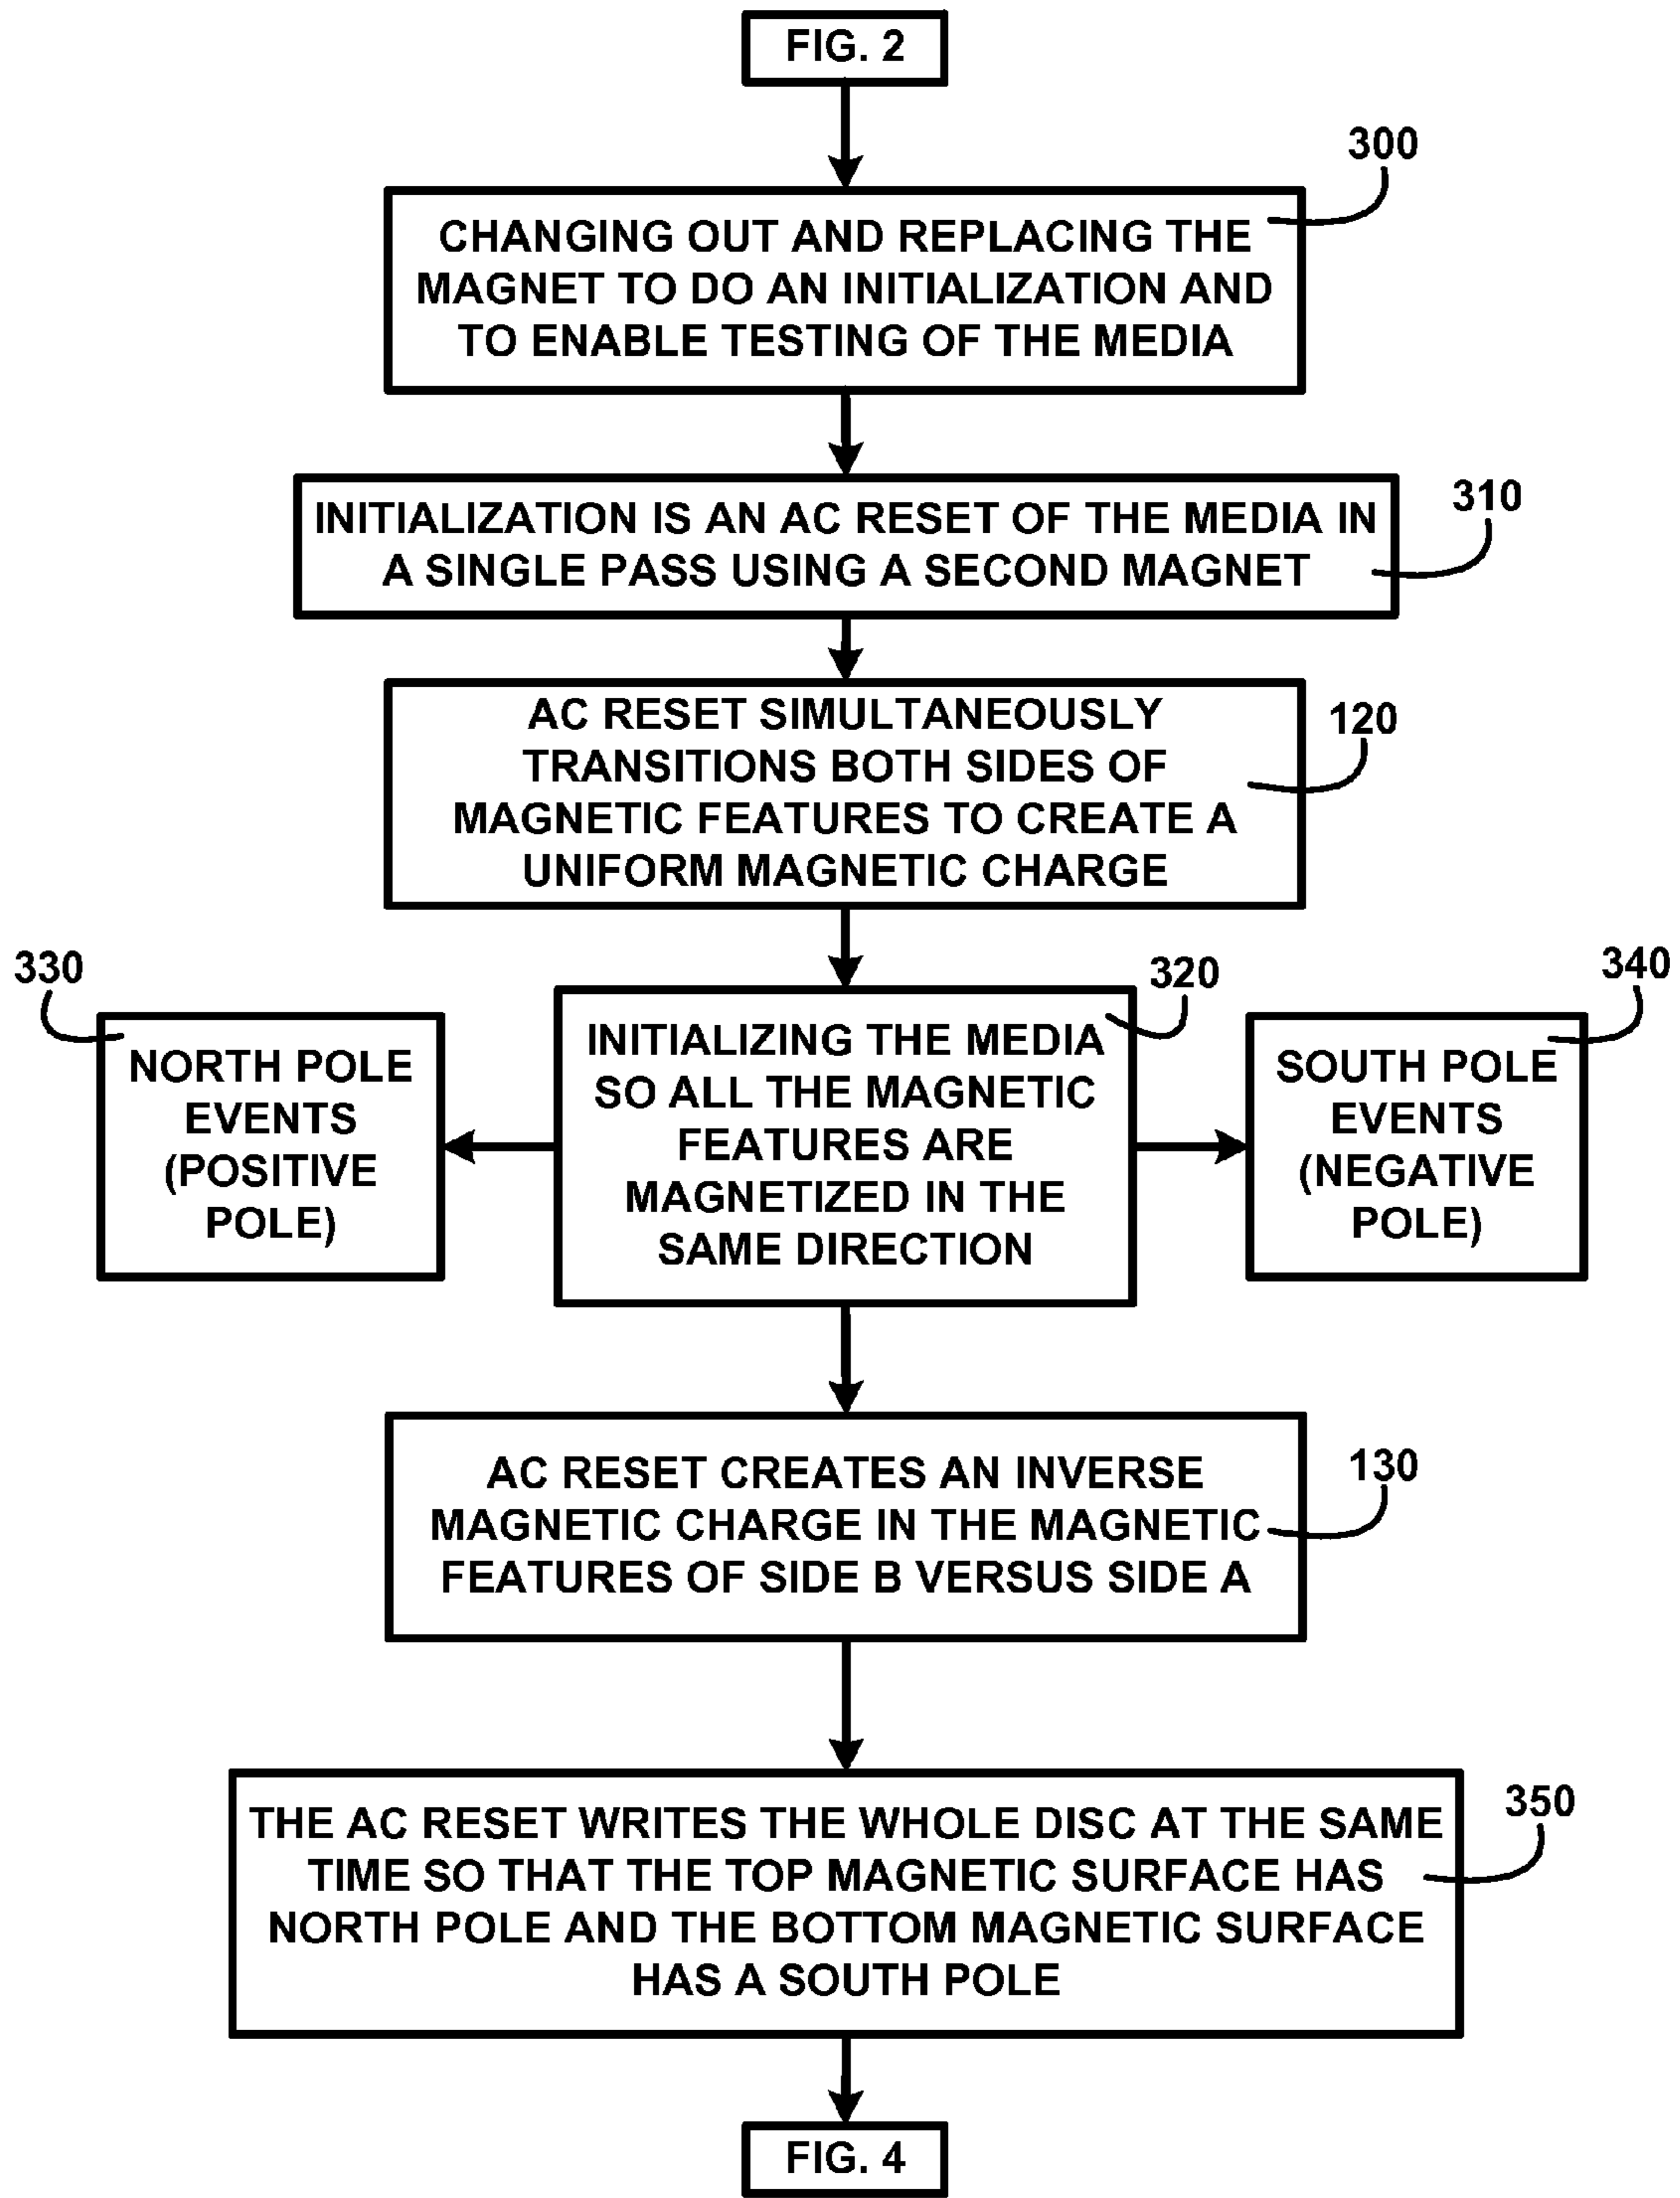 FIG. 2
300
CHANGING OUT AND REPLACING THE
MAGNET TO DO AN INITIALIZATION AND
TO ENABLE TESTING OF THE MEDIA
310
INITIALIZATION IS AN AC RESET OF THE MEDIA IN
A SINGLE PASS USING A SECOND MAGNET
120
AC RESET SIMULTANEOUSLY
TRANSITIONS BOTH SIDES OF
MAGNETIC FEATURES TO CREATE A
UNIFORM MAGNETIC CHARGE
330
NORTH POLE
EVENTS
(POSITIVE
POLE)
320
INITIALIZING THE MEDIA
SO ALL THE MAGNETIC
FEATURES ARE
MAGNETIZED IN THE
SAME DIRECTION
340
SOUTH POLE
EVENTS
(NEGATIVE
POLE)
130
AC RESET CREATES AN INVERSE
MAGNETIC CHARGE IN THE MAGNETIC
FEATURES OF SIDE B VERSUS SIDE A
350
THE AC RESET WRITES THE WHOLE DISC AT THE SAME
TIME SO THAT THE TOP MAGNETIC SURFACE HAS
NORTH POLE AND THE BOTTOM MAGNETIC SURFACE
HAS A SOUTH POLE
FIG. 4